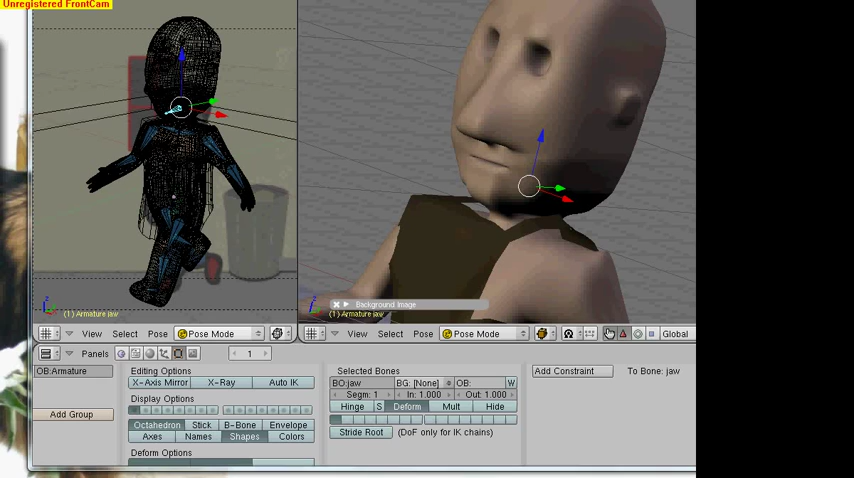 Unregistered FrontCam
Background Image
(1) Armature jaw
(1) Armature jaw
View Select Pose Pose Mode
View Select Pose Pose Mode Global
Panels 1
OB:Armature
Add Group
Editing Options
X-Axis Mirror X-Ray Auto IK
Display Options
Octahedron Stick B-Bone Envelope
Axes Names Shapes Colors
Deform Options
Selected Bones
BO:jaw BG: [None] OB: W
Segm: 1 In: 1.000 Out: 1.000
Hinge S Deform Mult Hide
Stride Root (DoF only for IK chains)
Add Constraint To Bone: jaw